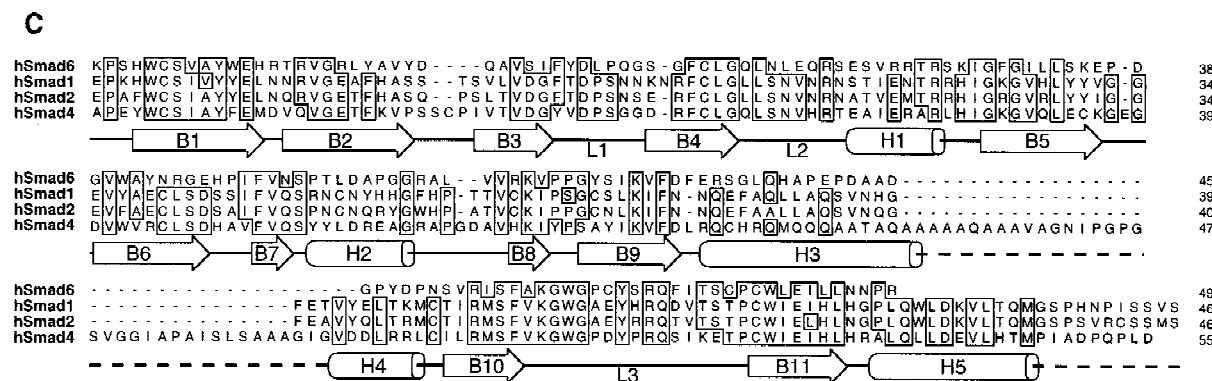 C
hSmad6 KPSHWCSVAYWEHRTRVGRLYAVYD----QAVSIFYDLPQGS-GFCLGQLNLEQRSESVRRTRSKIGFGILLSKEP-D 38
hSmad1 EPKHWCSIVYYELNNRVGEAFHASS--TSVLVDGFTDPSNNKNRFCLGLLSNVNRNSTIENTRRHIGKGVHLYYVG-G 34
hSmad2 EPAFWCSIAYYELNQRVGETFHASQ--PSLTVDGFTDPSNSE-RFCLGLLSNVNRNATVEMTRRHIGRGVRLYYIG-G 34
hSmad4 APEYWCSIAYFEMDVQVGETFKVPSSCPIVTVDGYVDPSGGD-RFCLGQLSNVHRTEAIERARLHIGKGVQLECKGEG 39
B1 B2 B3 L1 B4 L2 H1 B5
hSmad6 GVWAYNRGEHPIFVNSPTLDAPGGRAL--VVRKVPPGYSIKVFDFERSGLQHAPEPDAAD------------------ 45
hSmad1 EVYAECLSDSSIFVQSRNCNYHHGFHP-TTVCKIPSGCSLKIFN-NQEFAQLLAQSVNHG------------------ 39
hSmad2 EVFAECLSDSAIFVQSPNCNQRYGWHP-ATVCKIPPGCNLKIFN-NQEFAALLAQSVNQG------------------ 40
hSmad4 DVWVRCLSDHAVFVQSYYLDREAGRAPGDAVHKIYPSAYIKVFDLRQCHRQMQQQAATAQAAAAAQAAAVAGNIPGPG 47
B6 B7 H2 B8 B9 H3
hSmad6 --------------------GPYDPNSVRISFAKGWGPCYSRQFITSCPCWLEILLNNPR 49
hSmad1 ---------------FETVYELTKMCTIRMSFVKGWGAEYHRQDVTSTPCWIEIHLHGPLQWLDKVLTQMGSPHNPISSVS 46
hSmad2 ---------------FEAVYQLTRMCTIRMSFVKGWGAEYRRQTVTSTPCWIELHLNGPLQWLDKVLTQMGSPSVRCSSMS 46
hSmad4 SVGGIAPAISLSAAAGIGVDDLRRLCILRMSFVKGWGPDYPRQSIKETPCWIEIHLHRALQLLDEVLHTMPIADPQPLD 55
H4 B10 L3 B11 H5